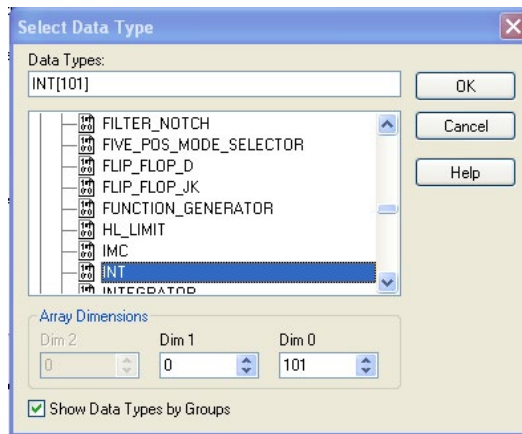 Select Data Type
Data Types:
INT[101]
OK
FILTER_NOTCH
Cancel
FIVE_POS_MODE_SELECTOR
FLIP_FLOP_D
FLIP_FLOP_JK
Help
FUNCTION_GENERATOR
HL_LIMIT
IMC
INT
INTEGRATOR
Array Dimensions
Dim 2 Dim 1 Dim 0
0 0 101
Show Data Types by Groups